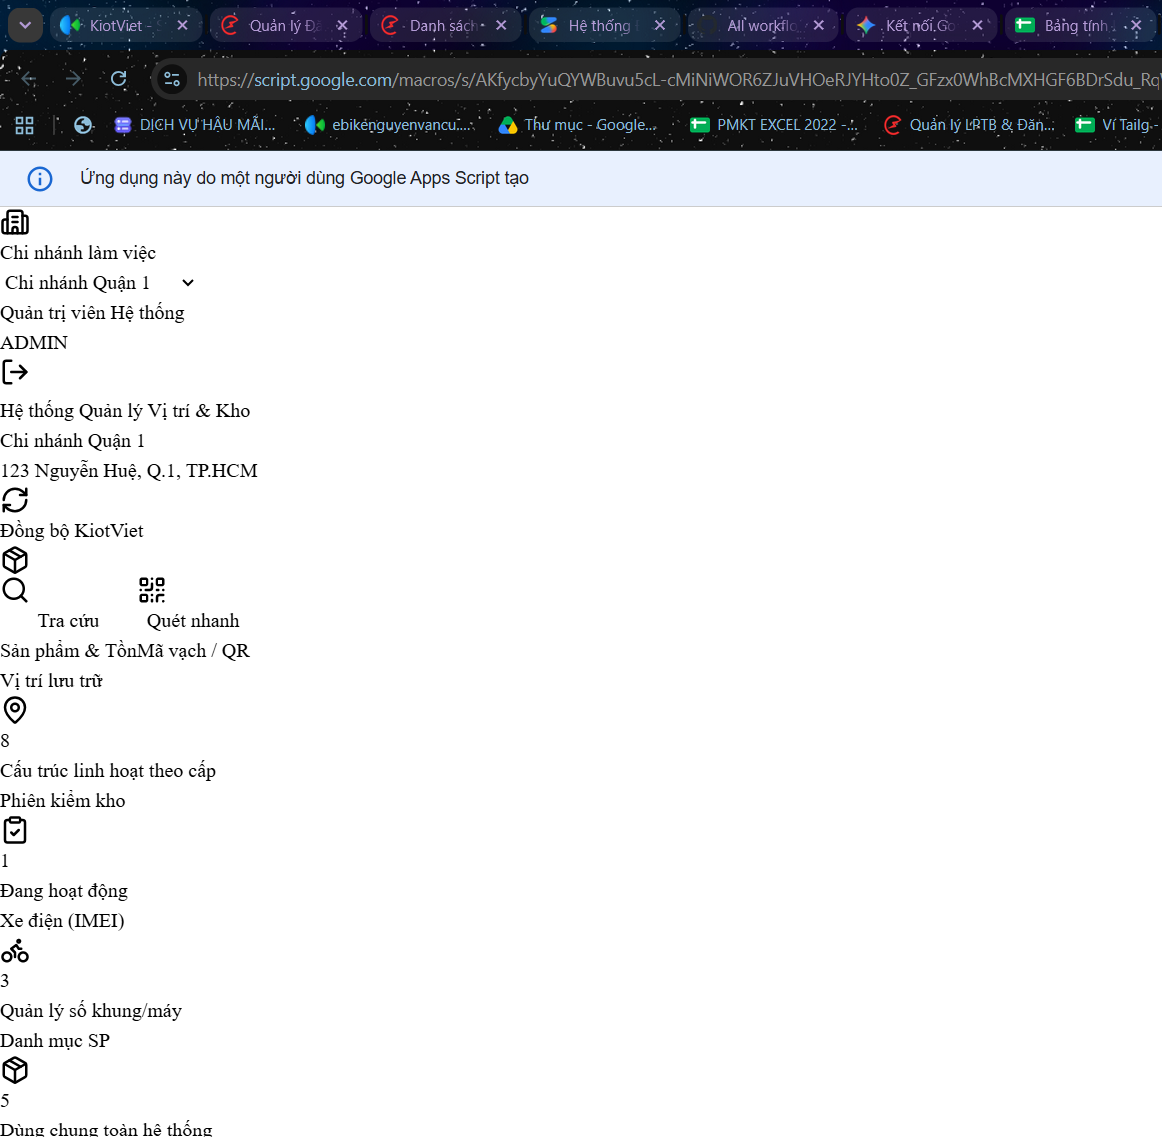 KiotViet - S
Quản lý Đă
Danh sách
Hệ thống
All workflo
Kết nối Go
Bảng tính
https://script.google.com/macros/s/AKfycbyYuQYWBuvu5cL-cMiNiWOR6ZJuVHOeRJYHto0Z_GFzx0WhBcMXHGF6BDrSdu_Rq
DỊCH VỤ HẬU MÃI...
ebikenguyenvancu....
Thư mục - Google...
PMKT EXCEL 2022 -...
Quản lý LPTB & Đăn...
Ví Tailg -
Ứng dụng này do một người dùng Google Apps Script tạo
Chi nhánh làm việc
Chi nhánh Quận 1
Quản trị viên Hệ thống
ADMIN
Hệ thống Quản lý Vị trí & Kho
Chi nhánh Quận 1
123 Nguyễn Huệ, Q.1, TP.HCM
Đồng bộ KiotViet
Tra cứu Quét nhanh
Sản phẩm & TồnMã vạch / QR
Vị trí lưu trữ
8
Cấu trúc linh hoạt theo cấp
Phiên kiểm kho
1
Đang hoạt động
Xe điện (IMEI)
3
Quản lý số khung/máy
Danh mục SP
5
Dùng chung toàn hệ thống